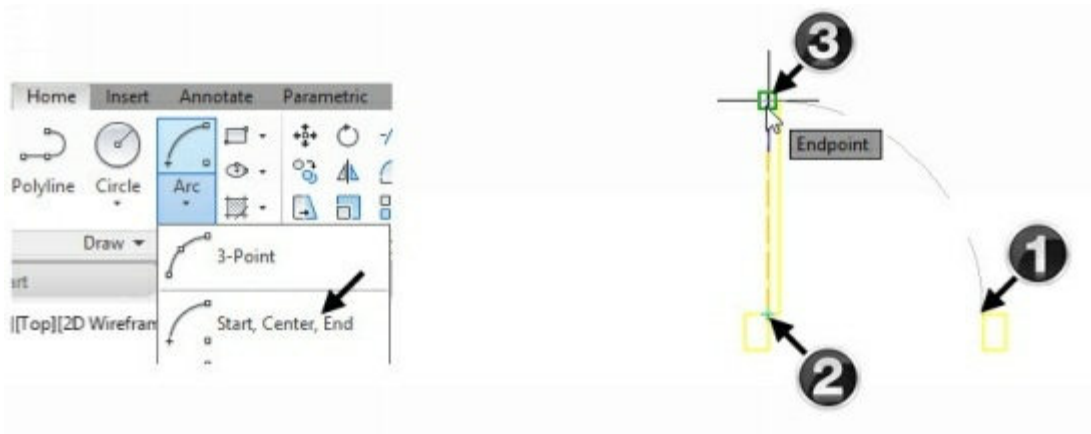 Home Insert Annotate Parametric
Polyline Circle Arc
Draw
3-Point
Start, Center, End
[Top][2D Wirefram
Endpoint
3
1
2